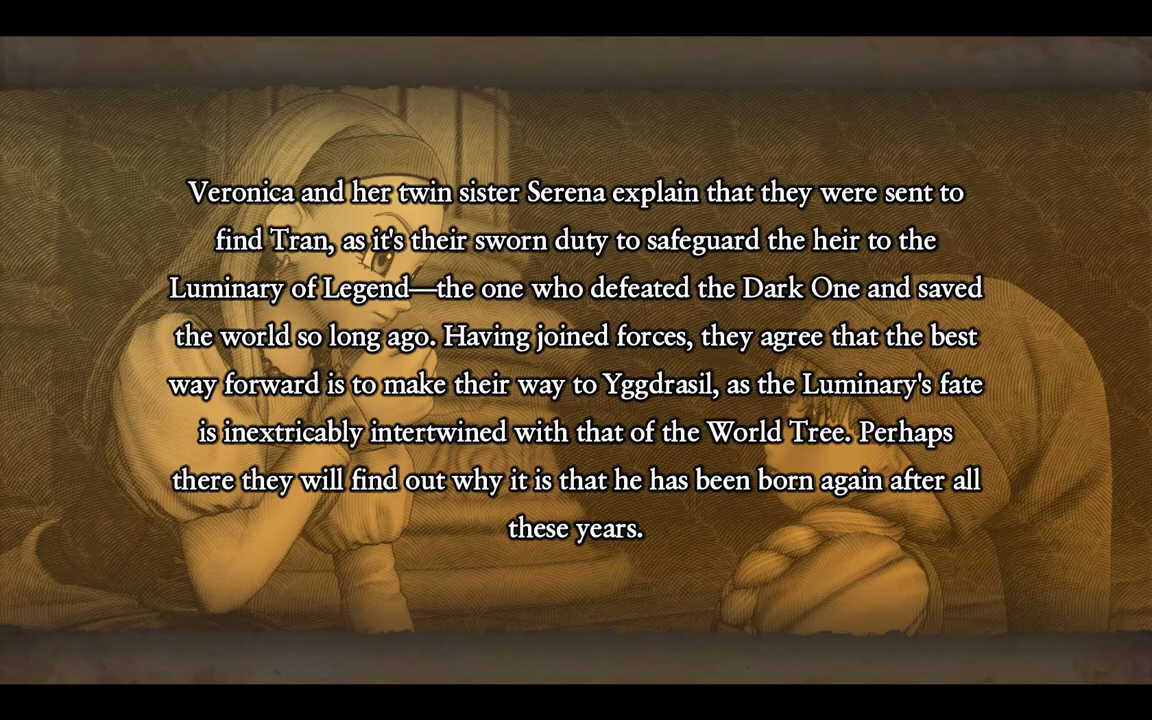 Veronica and her twin sister Serena explain that they were sent to
find Tran, as it's their sworn duty to safeguard the heir to the
Luminary of Legend—the one who defeated the Dark One and saved
the world so long ago. Having joined forces, they agree that the best
way forward is to make their way to Yggdrasil, as the Luminary's fate
is inextricably intertwined with that of the World Tree. Perhaps
there they will find out why it is that he has been born again after all
these years.